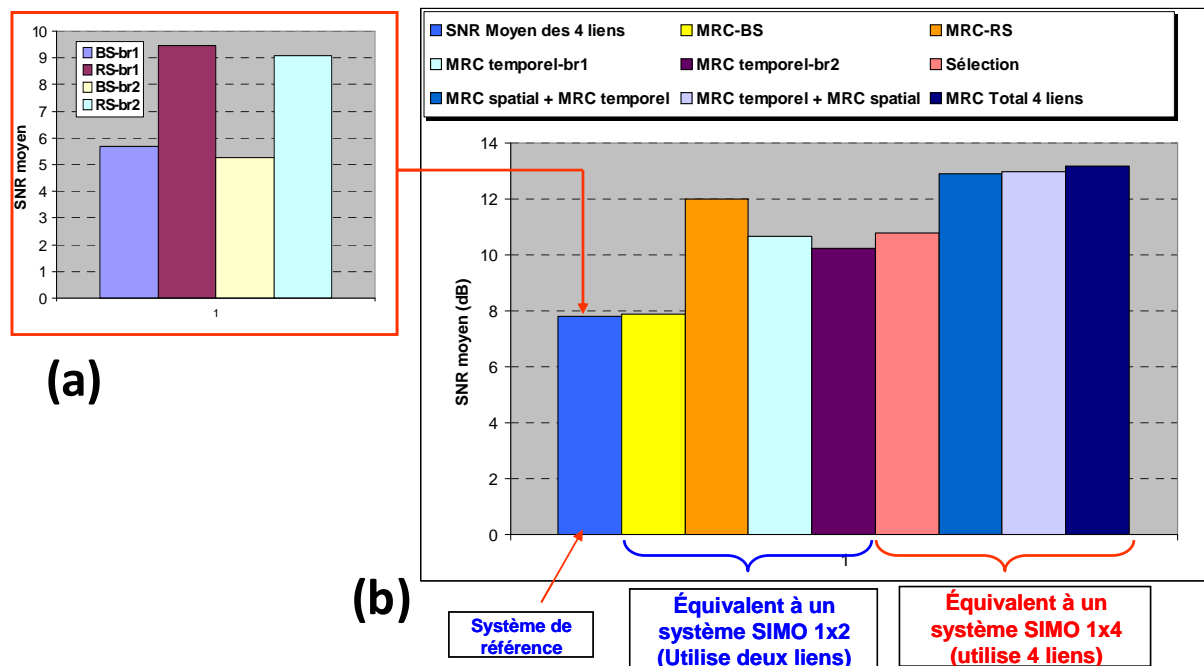 10
9
8
7
6
5
4
3
2
1
0
SNR moyen
BS-br1
RS-br1
BS-br2
RS-br2
1
(a)
SNR Moyen des 4 liens
MRC-BS
MRC-RS
MRC temporel-br1
MRC temporel-br2
Sélection
MRC spatial + MRC temporel
MRC temporel + MRC spatial
MRC Total 4 liens
14
12
10
8
6
4
2
0
SNR moyen (dB)
1
(b)
Système de
référence
Équivalent à un
système SIMO 1x2
(Utilise deux liens)
Équivalent à un
système SIMO 1x4
(utilise 4 liens)